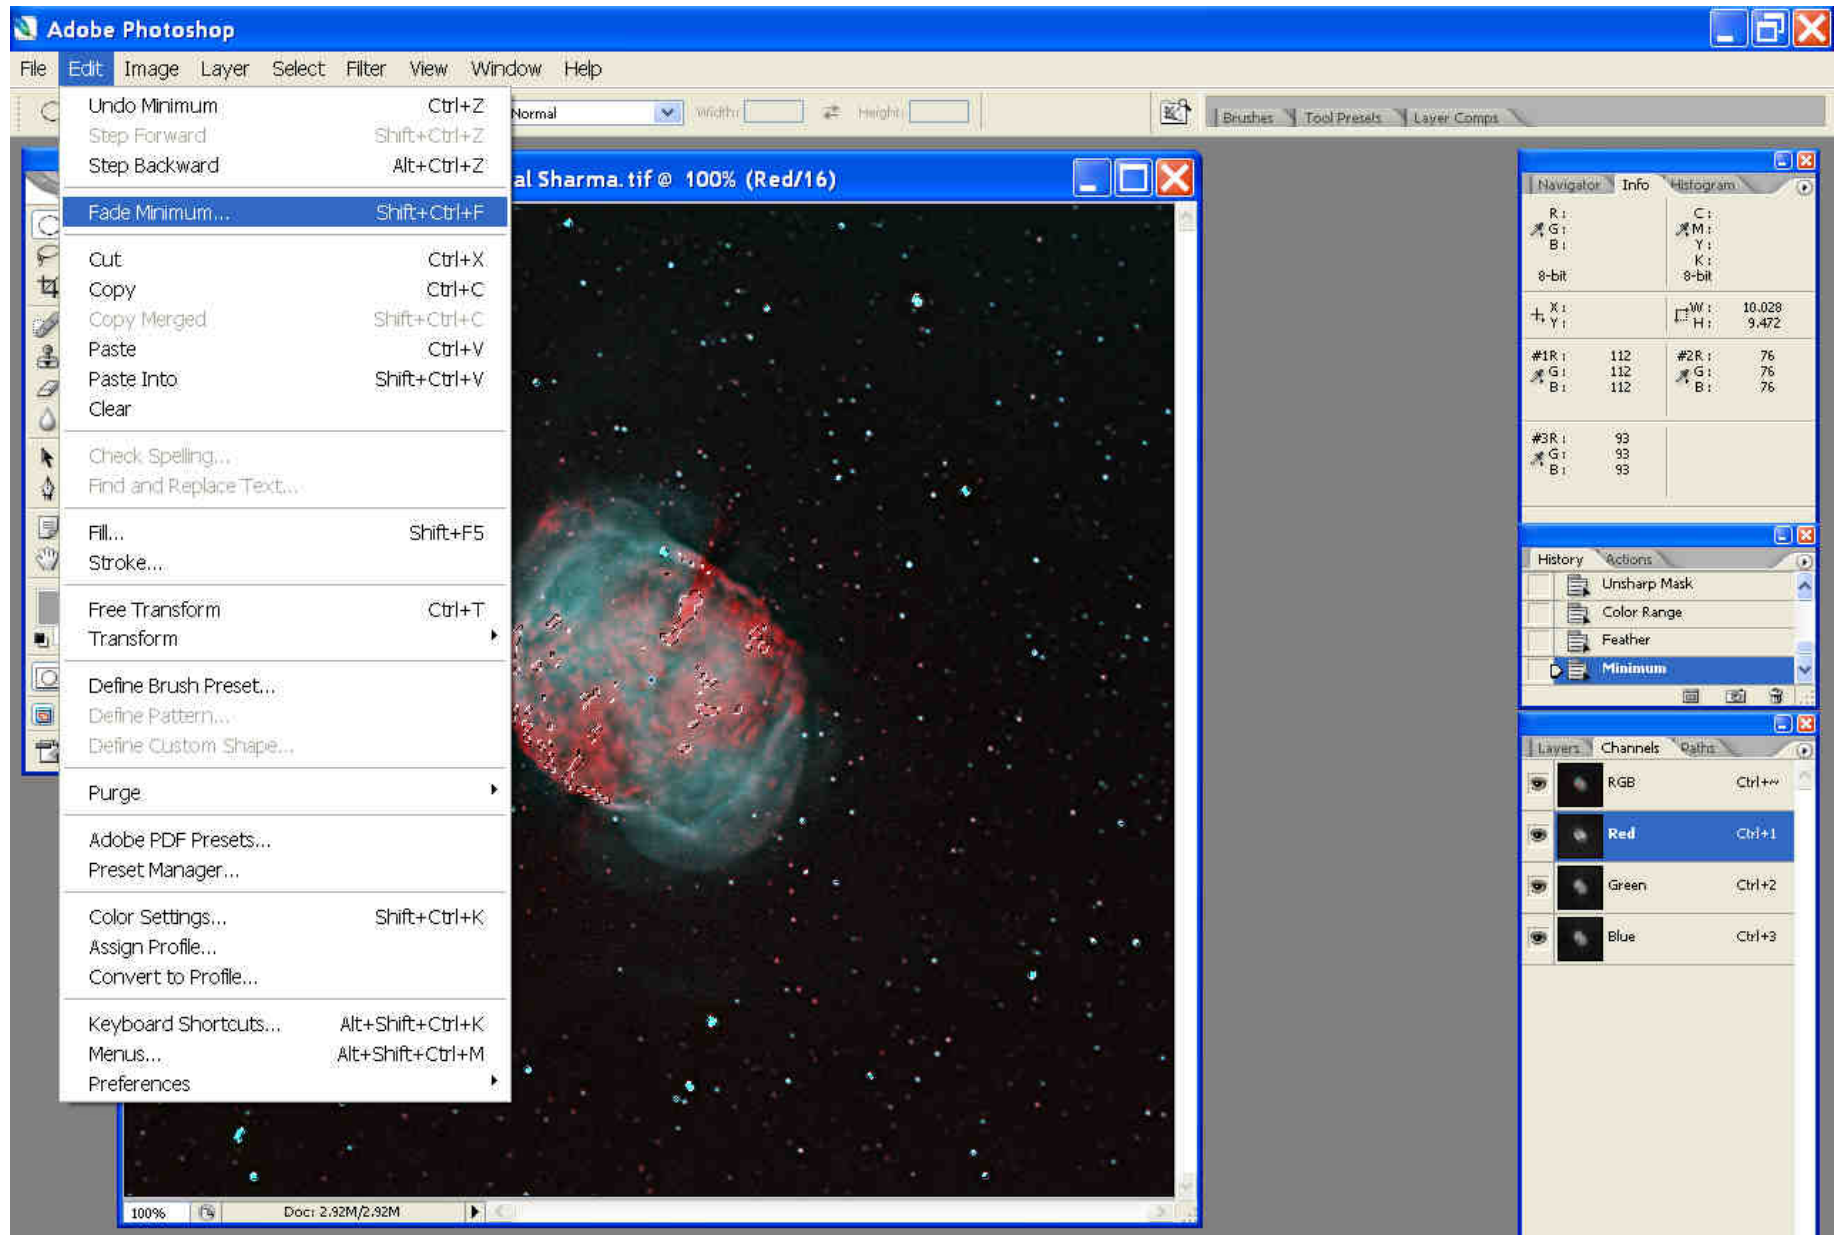 Adobe Photoshop
File Edit Image Layer Select Filter View Window Help
Normal Width: Height: Brushes Tool Presets Layer Comps
Undo Minimum Ctrl+Z
Step Forward Shift+Ctrl+Z
Step Backward Alt+Ctrl+Z
Fade Minimum... Shift+Ctrl+F
Cut Ctrl+X
Copy Ctrl+C
Copy Merged Shift+Ctrl+C
Paste Ctrl+V
Paste Into Shift+Ctrl+V
Clear
Check Spelling...
Find and Replace Text...
Fill... Shift+F5
Stroke...
Free Transform Ctrl+T
Transform
Define Brush Preset...
Define Pattern...
Define Custom Shape...
Purge
Adobe PDF Presets...
Preset Manager...
Color Settings... Shift+Ctrl+K
Assign Profile...
Convert to Profile...
Keyboard Shortcuts... Alt+Shift+Ctrl+K
Menus... Alt+Shift+Ctrl+M
Preferences
al Sharma.tif @ 100% (Red/16)
100% Doc: 2.92M/2.92M
Navigator Info Histogram
R: C:
G: M:
B: Y:
K:
8-bit 8-bit
X: W: 10.028
Y: H: 9.472
#1R: 112 #2R: 76
G: 112 G: 76
B: 112 B: 76
#3R: 93
G: 93
B: 93
History Actions
Unsharp Mask
Color Range
Feather
Minimum
Layers Channels Paths
RGB Ctrl+~
Red Ctrl+1
Green Ctrl+2
Blue Ctrl+3